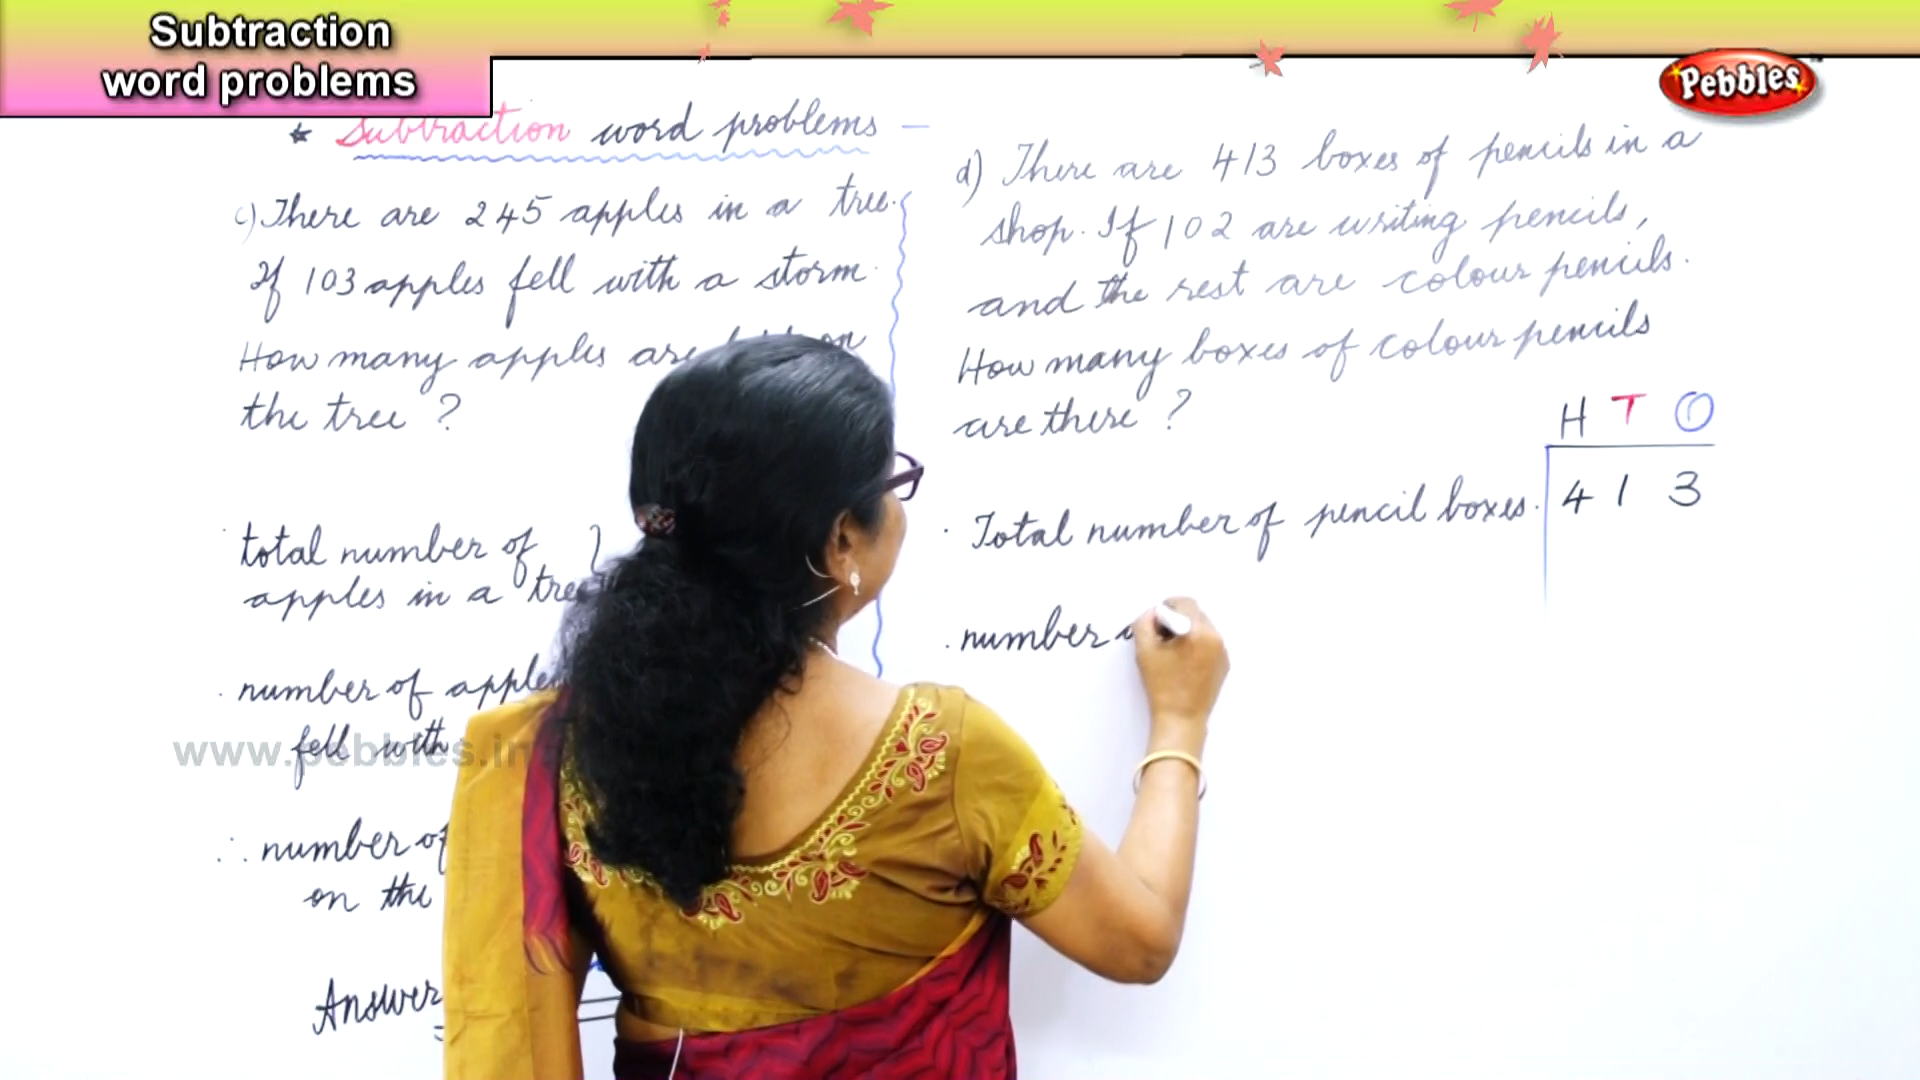 Subtraction
word problems
Pebbles
★ Subtraction word problems —
c) There are 245 apples in a tree.
If 103 apples fell with a storm.
How many apples are on
the tree ?
total number of }
apples in a tree
. number of apple
fell with
www.pebbles.in
∴ number of
on the
Answer
d) There are 413 boxes of pencils in a
shop. If 102 are writing pencils,
and the rest are colour pencils.
How many boxes of colour pencils
are there ?
H T O
. Total number of pencil boxes. 4 1 3
. number